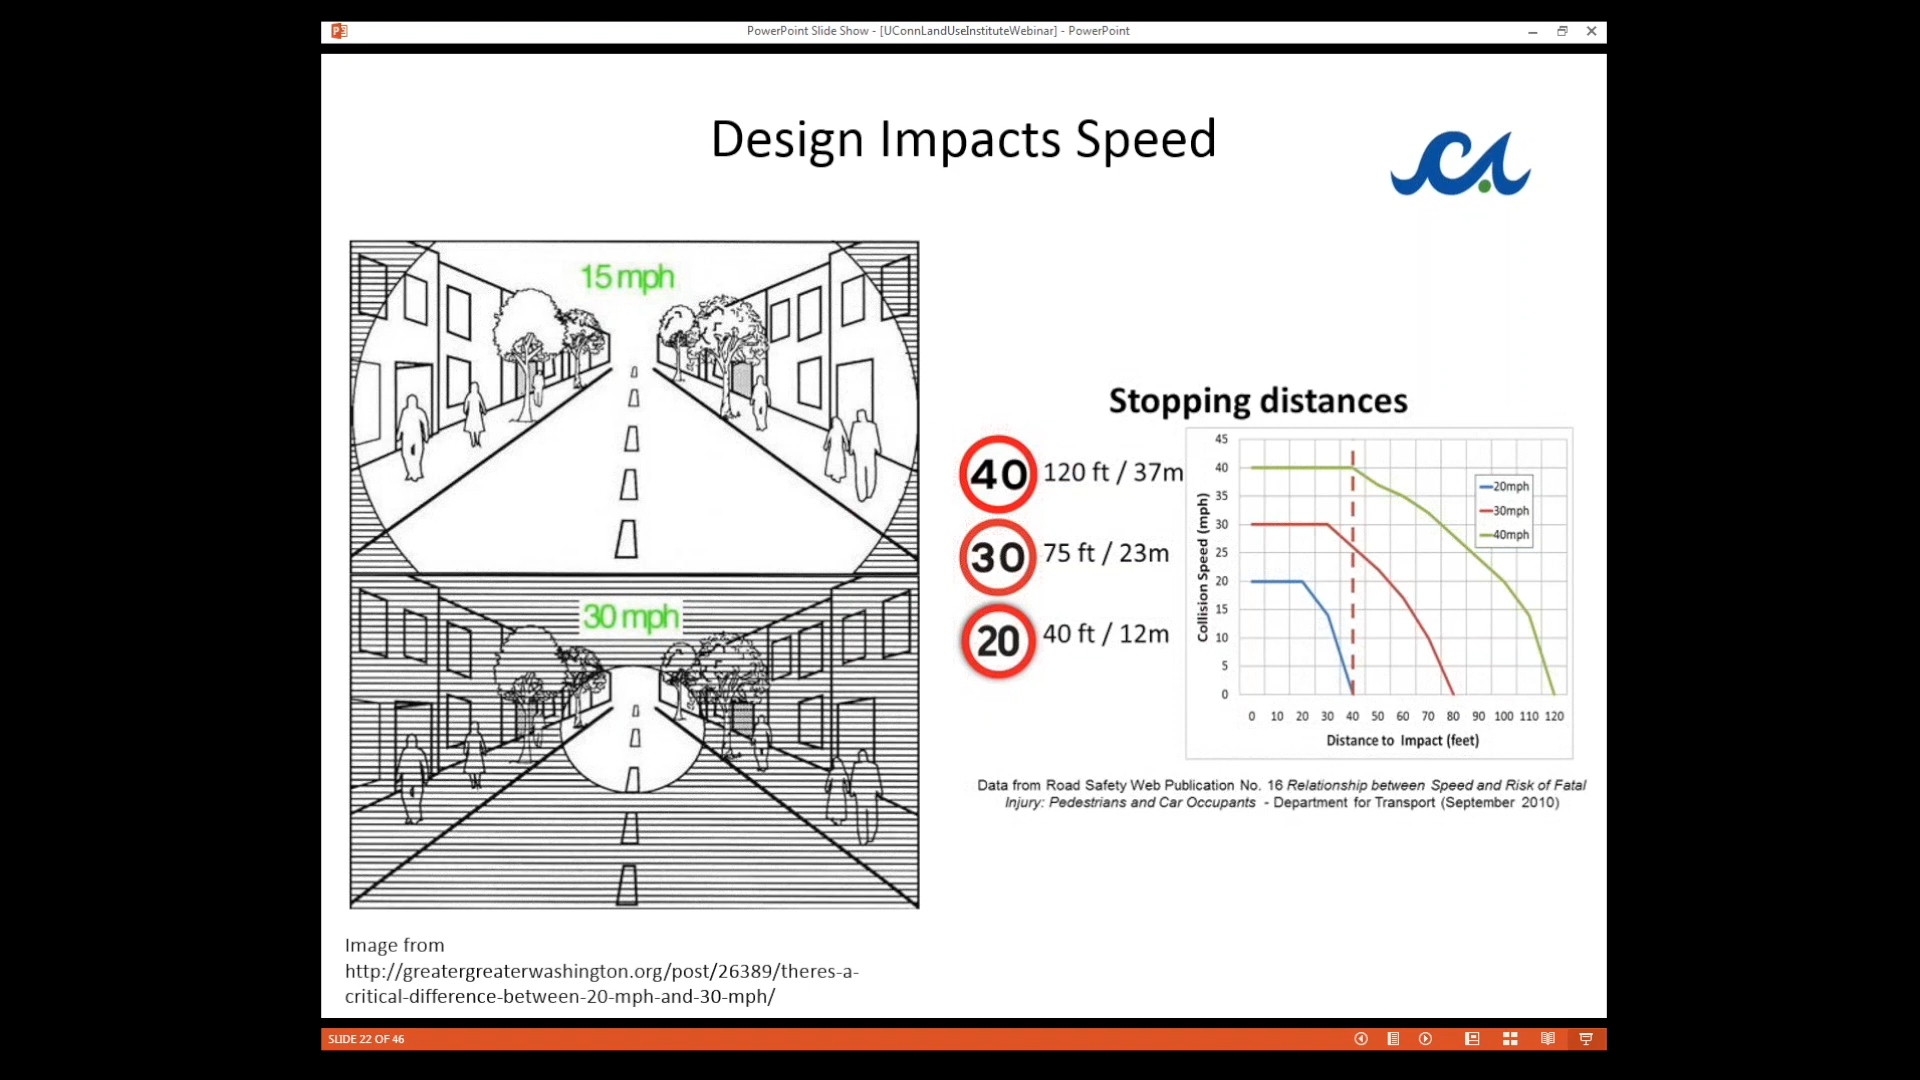 PowerPoint Slide Show - [UConnLandUseInstituteWebinar] - PowerPoint
Design Impacts Speed
15 mph
30 mph
Image from
http://greatergreaterwashington.org/post/26389/theres-a-
critical-difference-between-20-mph-and-30-mph/
Stopping distances
40 120 ft / 37m
30 75 ft / 23m
20 40 ft / 12m
45
40
35
30
25
20
15
10
5
0
Collision Speed (mph)
20mph
30mph
40mph
0 10 20 30 40 50 60 70 80 90 100 110 120
Distance to Impact (feet)
Data from Road Safety Web Publication No. 16 Relationship between Speed and Risk of Fatal
Injury: Pedestrians and Car Occupants - Department for Transport (September 2010)
SLIDE 22 OF 46